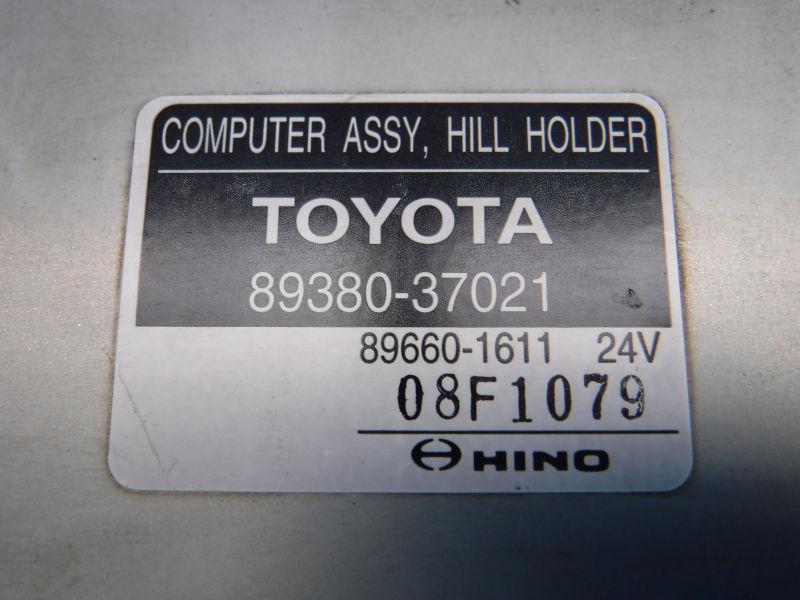 COMPUTER ASSY, HILL HOLDER
TOYOTA
89380-37021
89660-1611 24V
08F1079
HINO